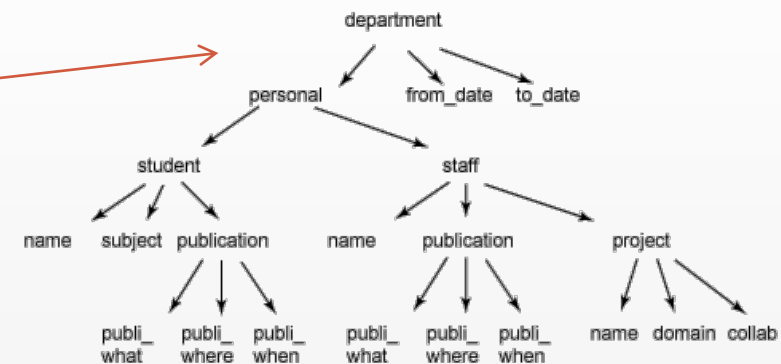 department
personal from_date to_date
student staff
name subject publication name publication project
publi_ publi_ publi_ publi_ publi_ publi_ name domain collab
what where when what where when